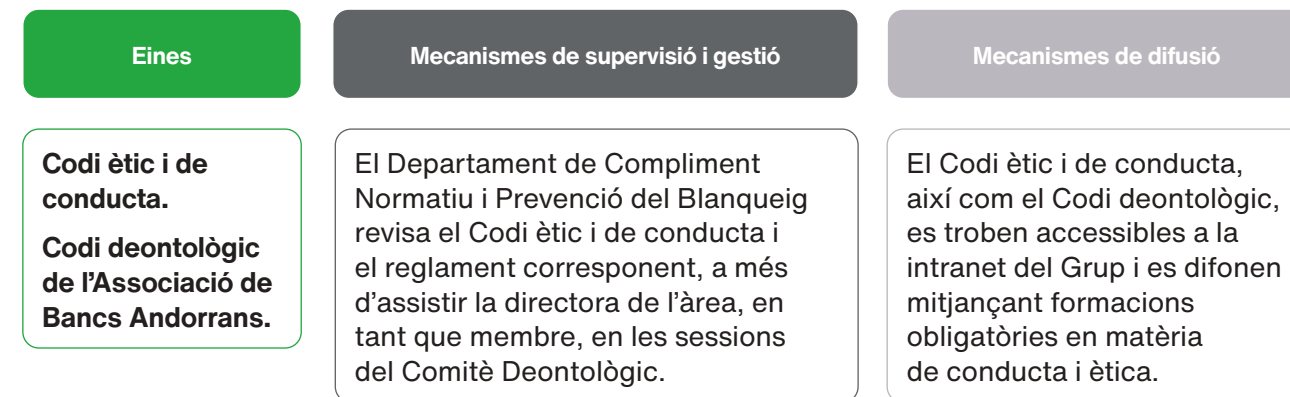 Eines
Mecanismes de supervisió i gestió
Mecanismes de difusió
Codi ètic i de
conducta.
Codi deontològic
de l’Associació de
Bancs Andorrans.
El Departament de Compliment
Normatiu i Prevenció del Blanqueig
revisa el Codi ètic i de conducta i
el reglament corresponent, a més
d’assistir la directora de l’àrea, en
tant que membre, en les sessions
del Comitè Deontològic.
El Codi ètic i de conducta,
així com el Codi deontològic,
es troben accessibles a la
intranet del Grup i es difonen
mitjançant formacions
obligatòries en matèria
de conducta i ètica.